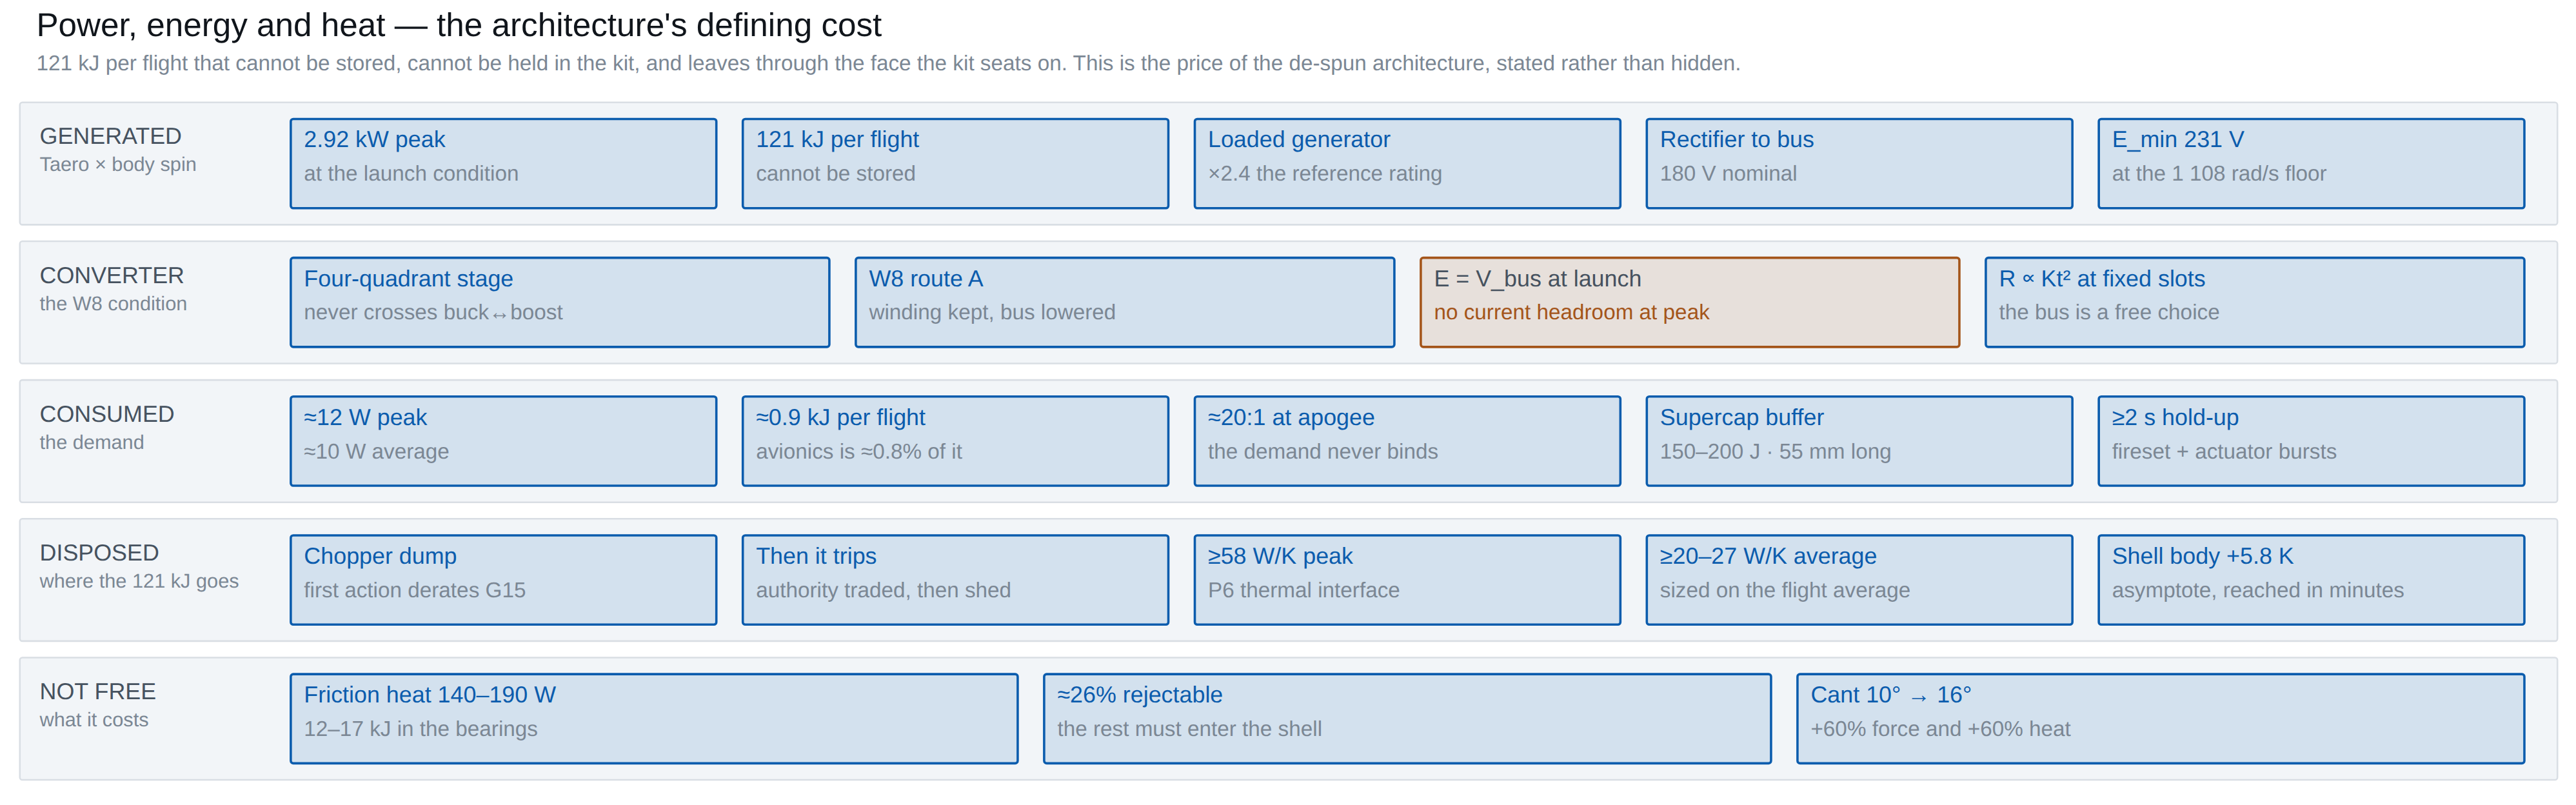 Power, energy and heat — the architecture's defining cost
121 kJ per flight that cannot be stored, cannot be held in the kit, and leaves through the face the kit seats on. This is the price of the de-spun architecture, stated rather than hidden.
GENERATED
Taero × body spin
2.92 kW peak
at the launch condition
121 kJ per flight
cannot be stored
Loaded generator
×2.4 the reference rating
Rectifier to bus
180 V nominal
E_min 231 V
at the 1 108 rad/s floor
CONVERTER
the W8 condition
Four-quadrant stage
never crosses buck↔boost
W8 route A
winding kept, bus lowered
E = V_bus at launch
no current headroom at peak
R ∝ Kt² at fixed slots
the bus is a free choice
CONSUMED
the demand
≈12 W peak
≈10 W average
≈0.9 kJ per flight
avionics is ≈0.8% of it
≈20:1 at apogee
the demand never binds
Supercap buffer
150–200 J · 55 mm long
≥2 s hold-up
fireset + actuator bursts
DISPOSED
where the 121 kJ goes
Chopper dump
first action derates G15
Then it trips
authority traded, then shed
≥58 W/K peak
P6 thermal interface
≥20–27 W/K average
sized on the flight average
Shell body +5.8 K
asymptote, reached in minutes
NOT FREE
what it costs
Friction heat 140–190 W
12–17 kJ in the bearings
≈26% rejectable
the rest must enter the shell
Cant 10° → 16°
+60% force and +60% heat